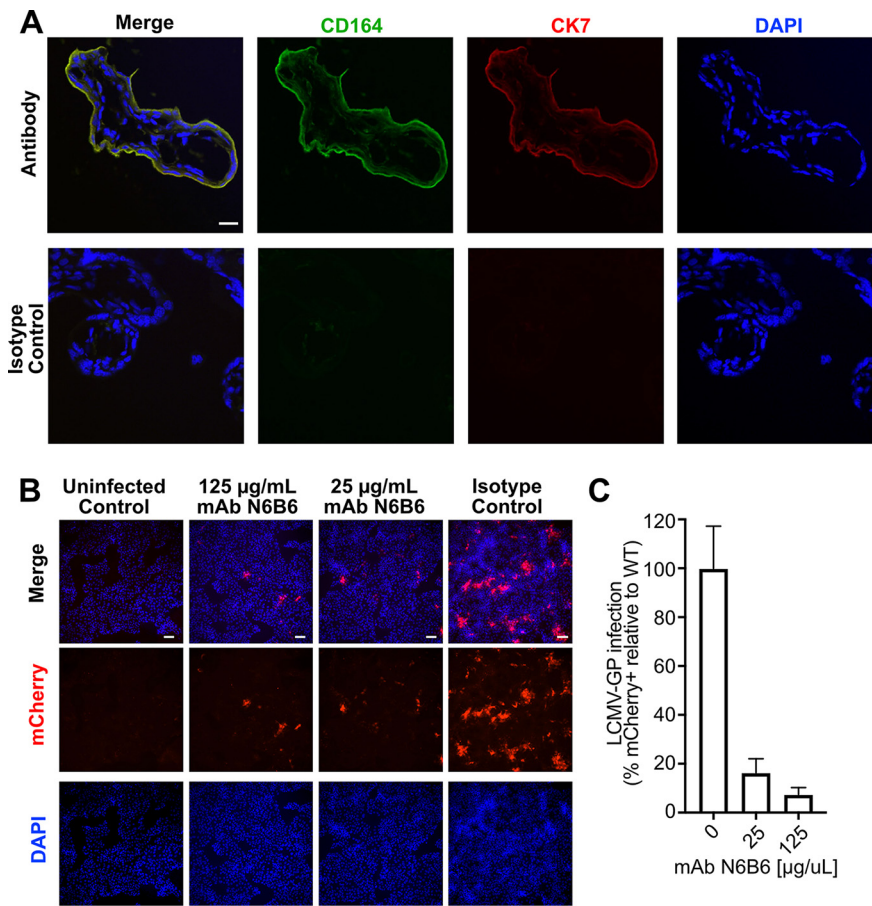 A
Merge
CD164
CK7
DAPI
Antibody
Isotype
Control
B
Uninfected
Control
125 µg/mL
mAb N6B6
25 µg/mL
mAb N6B6
Isotype
Control
Merge
mCherry
DAPI
C
LCMV-GP infection
(% mCherry+ relative to WT)
120
100
80
60
40
20
0
0
25
125
mAb N6B6 [µg/uL]